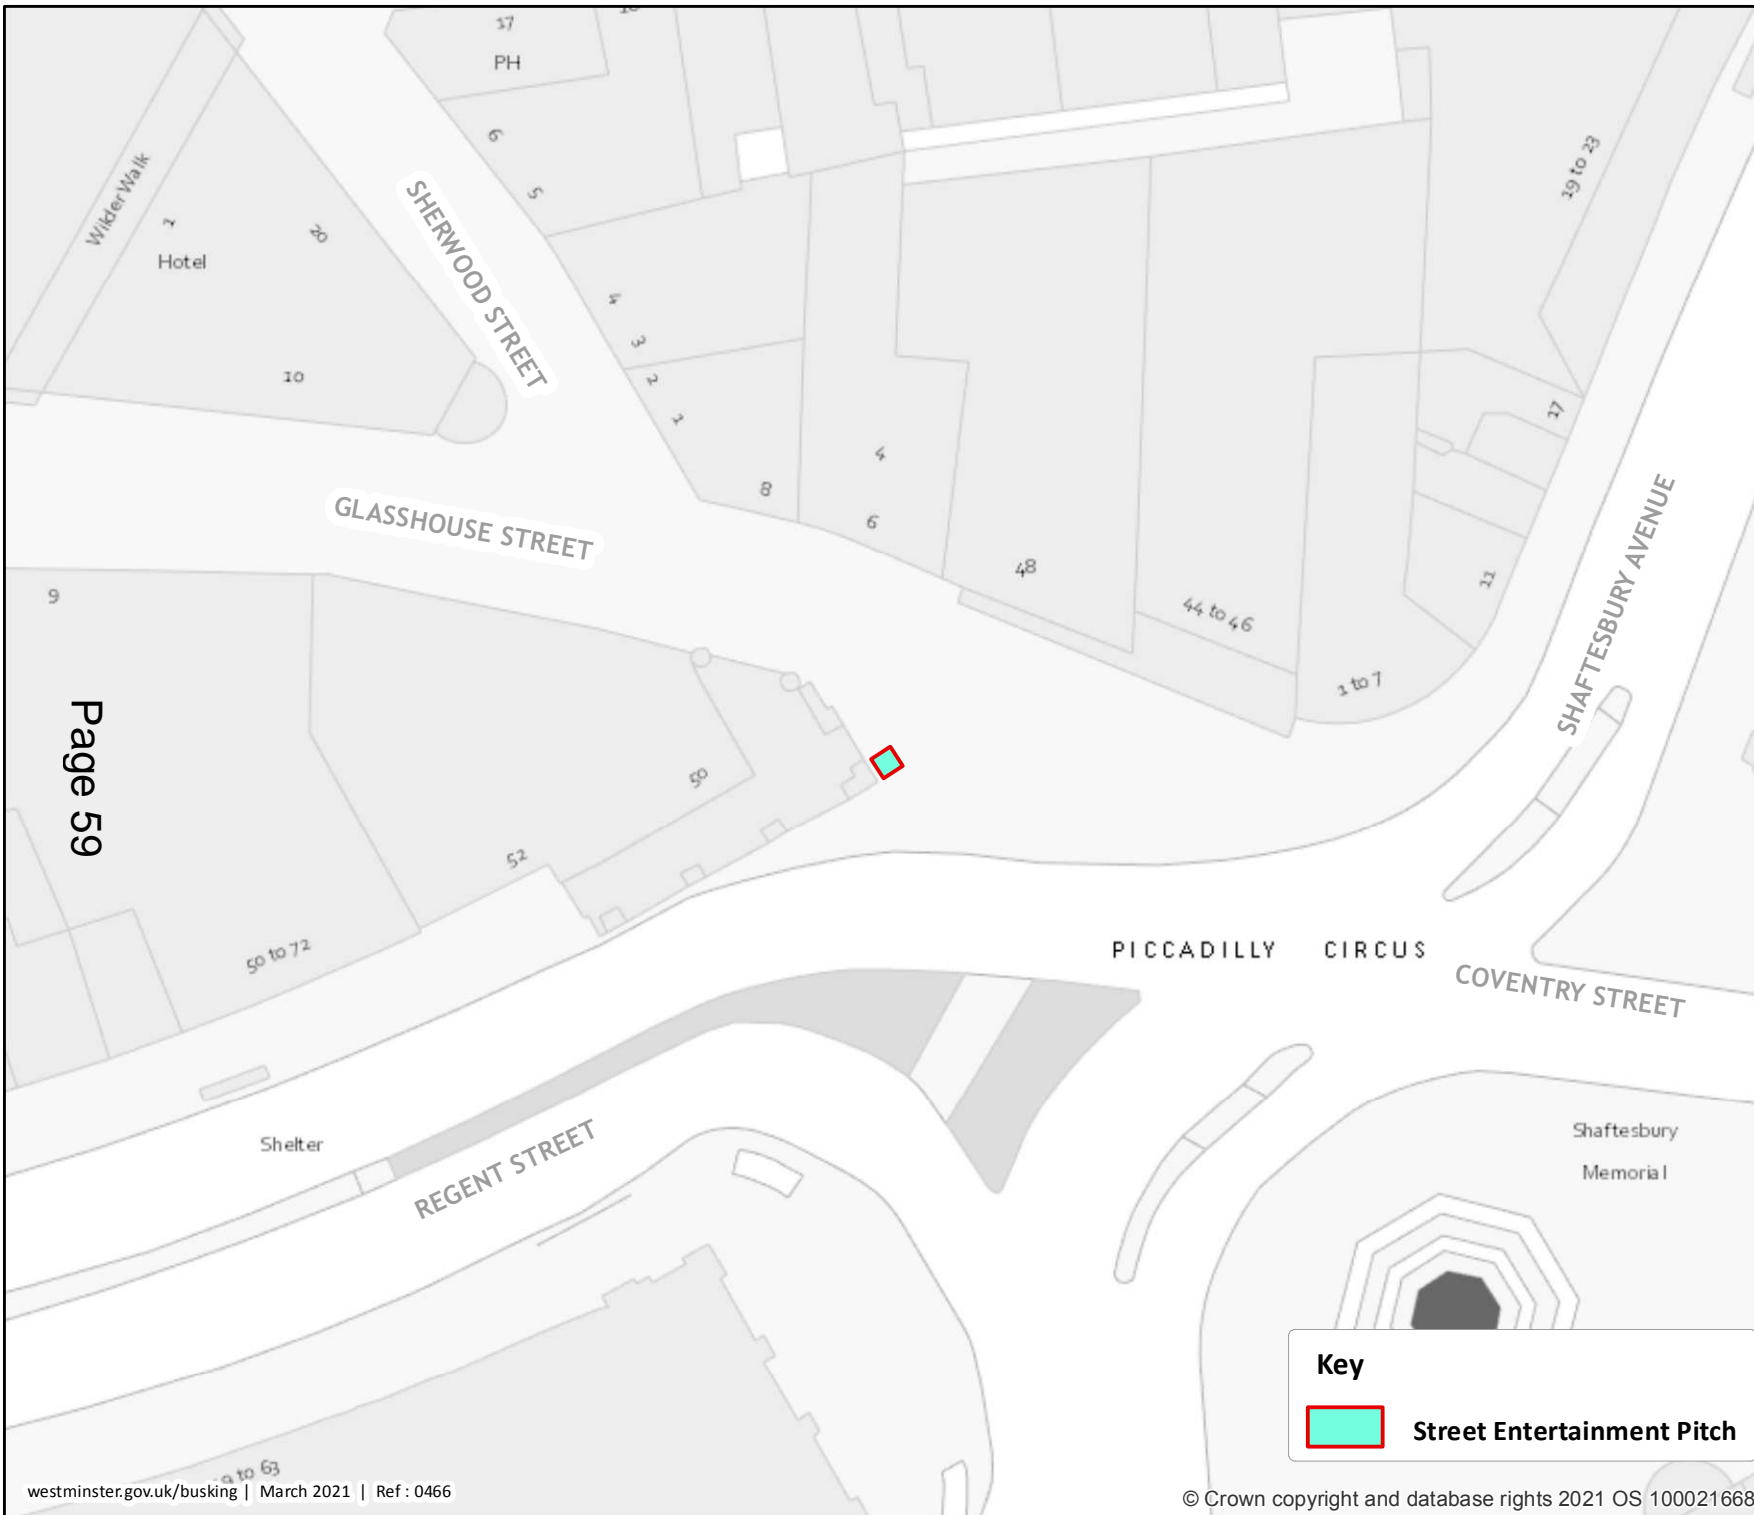 17
PH
6
5
Wilder Walk
1
20
Hotel
SHERWOOD STREET
19 to 23
4
3
2
1
10
17
4
8
6
GLASSHOUSE STREET
48
11
44 to 46
SHAFTESBURY AVENUE
9
1 to 7
Page 59
50
52
50 to 72
PICCADILLY CIRCUS
COVENTRY STREET
Shelter
REGENT STREET
Shaftesbury
Memorial
Key
Street Entertainment Pitch
9 to 63
westminster.gov.uk/busking | March 2021 | Ref : 0466
© Crown copyright and database rights 2021 OS 100021668